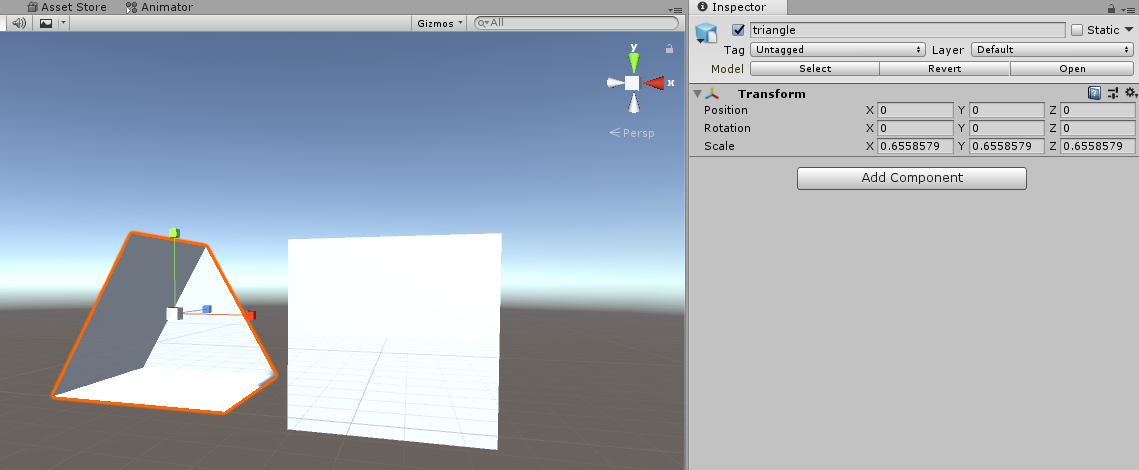 Asset Store Animator
Gizmos All
y
x
Persp
Inspector
triangle Static
Tag Untagged Layer Default
Model Select Revert Open
Transform
Position X 0 Y 0 Z 0
Rotation X 0 Y 0 Z 0
Scale X 0.6558579 Y 0.6558579 Z 0.6558579
Add Component